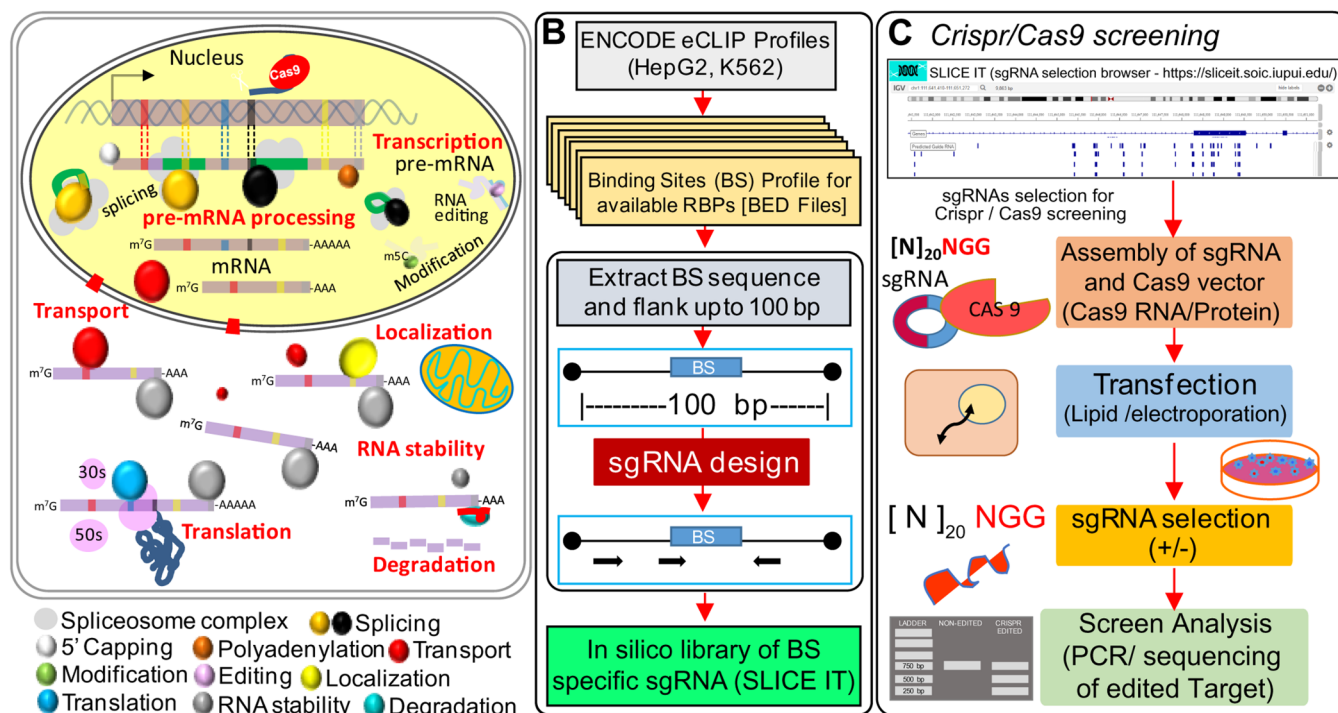 Nucleus
Cas9
Transcription
pre-mRNA
splicing
RNA
editing
pre-mRNA processing
m⁷G
-AAAAA
m5C
Modification
mRNA
m⁷G
-AAA
Transport
Localization
m⁷G
-AAA
m⁷G
-AAA
m⁷G
-AAA
RNA stability
30s
m⁷G
-AAAAA
m⁷G
-AAA
50s
Translation
Degradation
Spliceosome complex
Splicing
5' Capping
Polyadenylation
Transport
Modification
Editing
Localization
Translation
RNA stability
Degradation
B
ENCODE eCLIP Profiles
(HepG2, K562)
Binding Sites (BS) Profile for
available RBPs [BED Files]
Extract BS sequence
and flank upto 100 bp
BS
|--------100 bp--------|
sgRNA design
BS
In silico library of BS
specific sgRNA (SLICE IT)
C Crispr/Cas9 screening
SLICE IT (sgRNA selection browser - https://sliceit.soic.iupui.edu/)
IGV
Genes
Predicted Guide RNA
sgRNAs selection for
Crispr / Cas9 screening
[N]₂₀NGG
sgRNA
CAS 9
Assembly of sgRNA
and Cas9 vector
(Cas9 RNA/Protein)
Transfection
(Lipid /electroporation)
[ N ]₂₀ NGG
sgRNA selection
(+/-)
LADDER
NON-EDITED
CRISPR
EDITED
750 bp
500 bp
250 bp
Screen Analysis
(PCR/ sequencing
of edited Target)